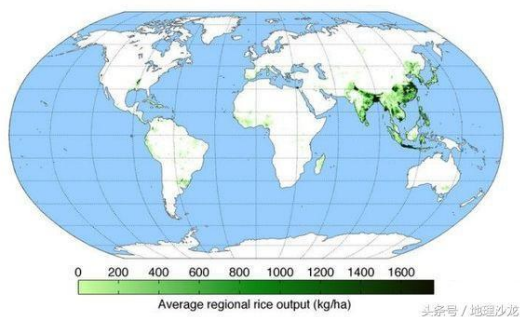 0 200 400 600 800 1000 1200 1400 1600
Average regional rice output (kg/ha)
头条号 / 地理沙龙